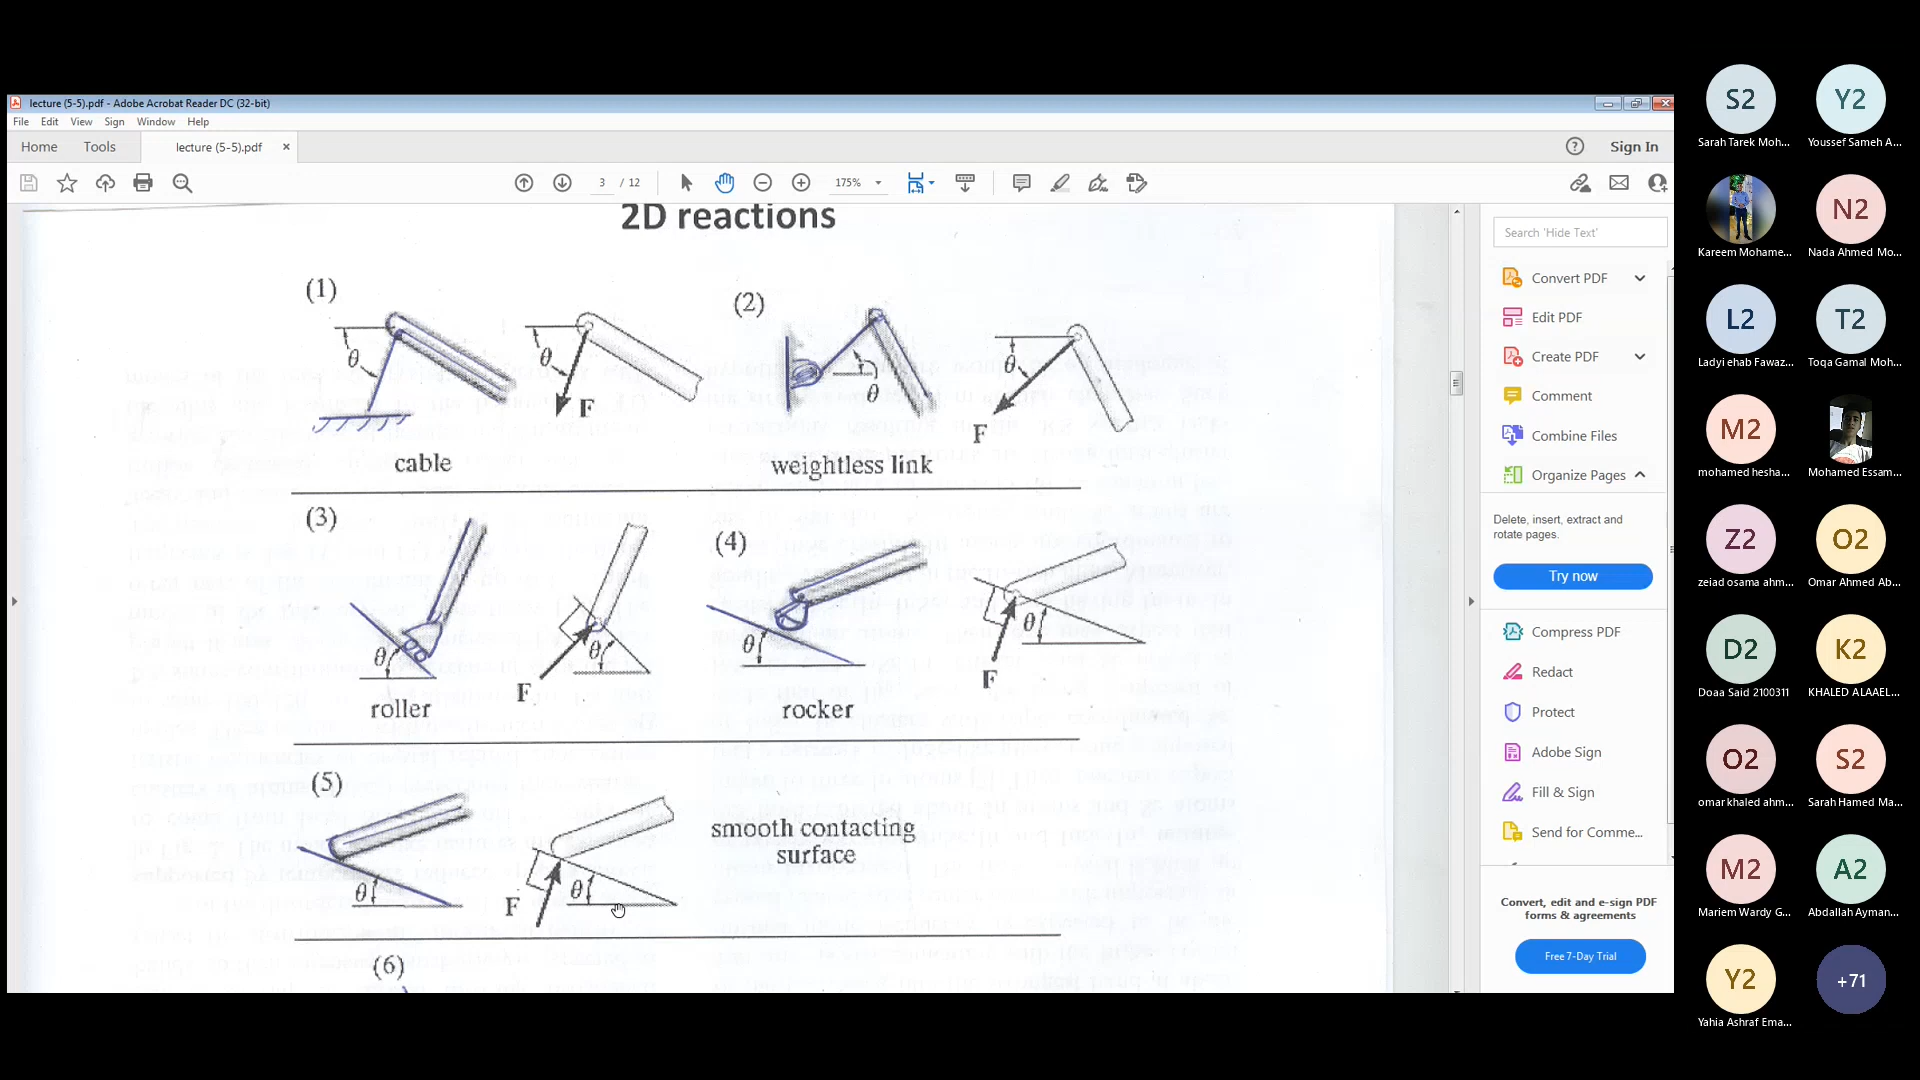 lecture (5-5).pdf - Adobe Acrobat Reader DC (32-bit)
File Edit View Sign Window Help
Home Tools lecture (5-5).pdf × Sign In
3 / 12 175%
2D reactions
(1) (2)
θ θ θ θ
F F
cable weightless link
(3) (4)
θ θ θ θ
F F
roller rocker
(5)
θ θ
F
smooth contacting
surface
(6)
Search 'Hide Text'
Convert PDF
Edit PDF
Create PDF
Comment
Combine Files
Organize Pages
Delete, insert, extract and
rotate pages.
Try now
Compress PDF
Redact
Protect
Adobe Sign
Fill & Sign
Send for Comme...
Convert, edit and e-sign PDF
forms & agreements
Free 7-Day Trial
S2 Y2
Sarah Tarek Moh... Youssef Sameh A...
N2
Kareem Mohame... Nada Ahmed Mo...
L2 T2
Ladyi ehab Fawaz... Toqa Gamal Moh...
M2
mohamed hesha... Mohamed Essam...
Z2 O2
zeiad osama ahm... Omar Ahmed Ab...
D2 K2
Doaa Said 2100311 KHALED ALAAEL...
O2 S2
omar khaled ahm... Sarah Hamed Ma...
M2 A2
Mariem Wardy G... Abdallah Ayman...
Y2 +71
Yahia Ashraf Ema...